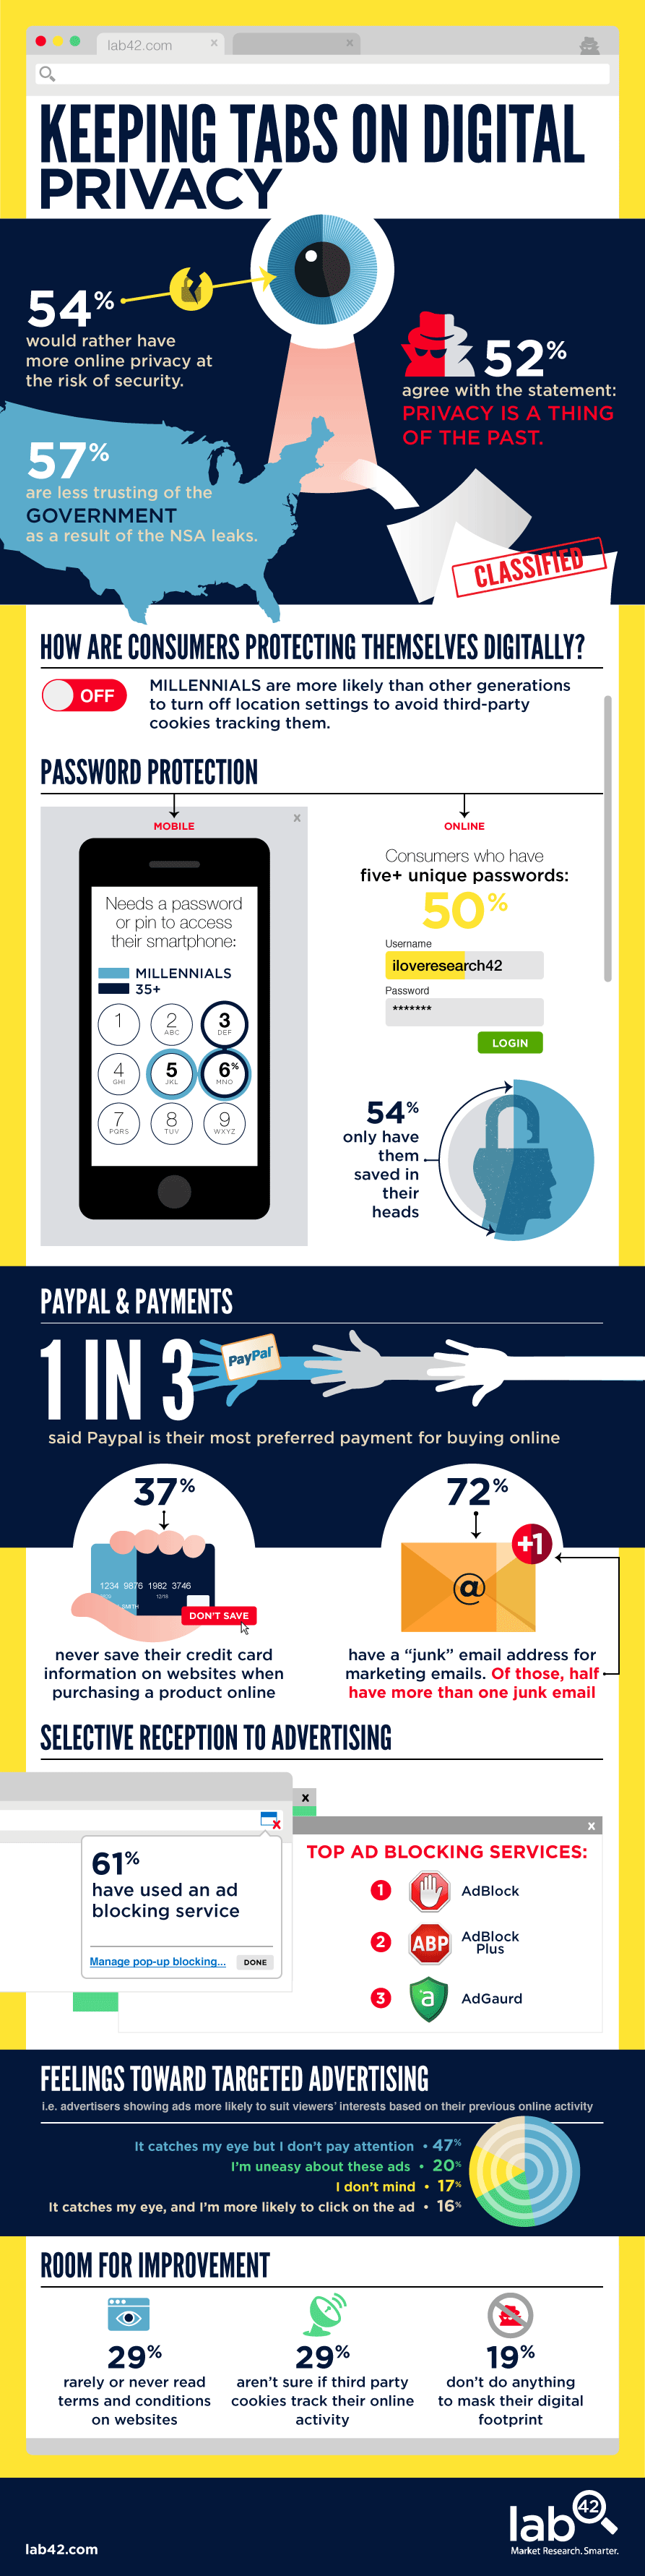 lab42.com x x
KEEPING TABS ON DIGITAL
PRIVACY
54%
would rather have
more online privacy at
the risk of security.
52%
agree with the statement:
PRIVACY IS A THING
OF THE PAST.
57%
are less trusting of the
GOVERNMENT
as a result of the NSA leaks.
CLASSIFIED
HOW ARE CONSUMERS PROTECTING THEMSELVES DIGITALLY?
OFF
MILLENNIALS are more likely than other generations
to turn off location settings to avoid third-party
cookies tracking them.
PASSWORD PROTECTION
x
MOBILE
Needs a password
or pin to access
their smartphone:
MILLENNIALS
35+
1 2 3
ABC DEF
4 5 6%
GHI JKL MNO
7 8 9
PQRS TUV WXYZ
ONLINE
Consumers who have
five+ unique passwords:
50%
Username
iloveresearch42
Password
*******
LOGIN
54%
only have
them
saved in
their
heads
PAYPAL & PAYMENTS
1 IN 3
PayPal
said Paypal is their most preferred payment for buying online
37%
1234 9876 1982 3746
12/16
SMITH
DON'T SAVE
never save their credit card
information on websites when
purchasing a product online
72%
+1
@
have a “junk” email address for
marketing emails. Of those, half
have more than one junk email
SELECTIVE RECEPTION TO ADVERTISING
x
x
x
61%
have used an ad
blocking service
Manage pop-up blocking... DONE
TOP AD BLOCKING SERVICES:
1 AdBlock
2 ABP AdBlock
Plus
3 a AdGaurd
FEELINGS TOWARD TARGETED ADVERTISING
i.e. advertisers showing ads more likely to suit viewers' interests based on their previous online activity
It catches my eye but I don't pay attention • 47%
I'm uneasy about these ads • 20%
I don't mind • 17%
It catches my eye, and I'm more likely to click on the ad • 16%
ROOM FOR IMPROVEMENT
29%
rarely or never read
terms and conditions
on websites
29%
aren't sure if third party
cookies track their online
activity
19%
don't do anything
to mask their digital
footprint
lab42.com
lab 42
Market Research. Smarter.